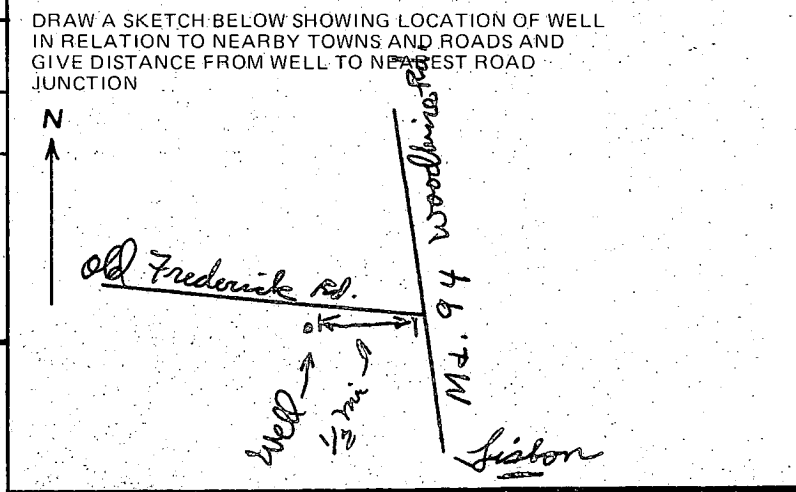 DRAW A SKETCH BELOW SHOWING LOCATION OF WELL
IN RELATION TO NEARBY TOWNS AND ROADS AND
GIVE DISTANCE FROM WELL TO NEAREST ROAD
JUNCTION
N
Old Frederick Rd.
Md. 94 Woodbine Rd.
Well
1/2 mi
Lisbon